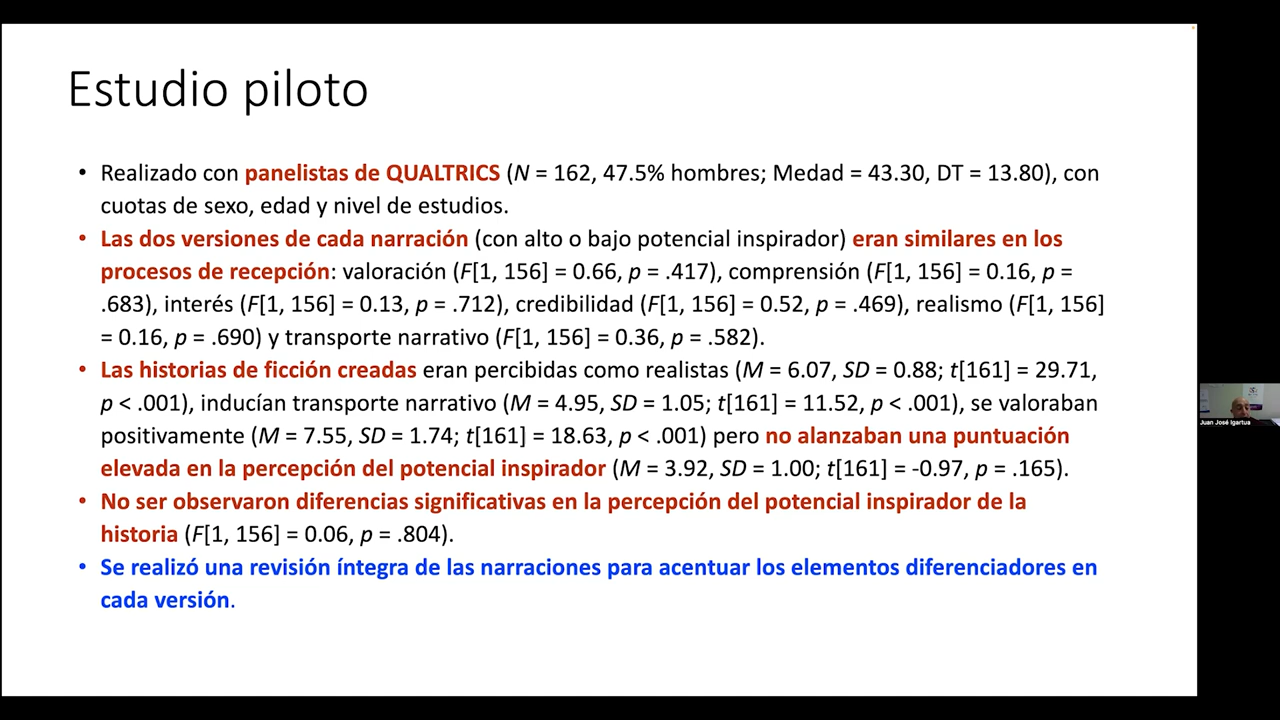 Estudio piloto
• Realizado con panelistas de QUALTRICS (N = 162, 47.5% hombres; Medad = 43.30, DT = 13.80), con
cuotas de sexo, edad y nivel de estudios.
• Las dos versiones de cada narración (con alto o bajo potencial inspirador) eran similares en los
procesos de recepción: valoración (F[1, 156] = 0.66, p = .417), comprensión (F[1, 156] = 0.16, p =
.683), interés (F[1, 156] = 0.13, p = .712), credibilidad (F[1, 156] = 0.52, p = .469), realismo (F[1, 156]
= 0.16, p = .690) y transporte narrativo (F[1, 156] = 0.36, p = .582).
• Las historias de ficción creadas eran percibidas como realistas (M = 6.07, SD = 0.88; t[161] = 29.71,
p < .001), inducían transporte narrativo (M = 4.95, SD = 1.05; t[161] = 11.52, p < .001), se valoraban
positivamente (M = 7.55, SD = 1.74; t[161] = 18.63, p < .001) pero no alanzaban una puntuación
elevada en la percepción del potencial inspirador (M = 3.92, SD = 1.00; t[161] = -0.97, p = .165).
• No ser observaron diferencias significativas en la percepción del potencial inspirador de la
historia (F[1, 156] = 0.06, p = .804).
• Se realizó una revisión íntegra de las narraciones para acentuar los elementos diferenciadores en
cada versión.
Juan José Igartua